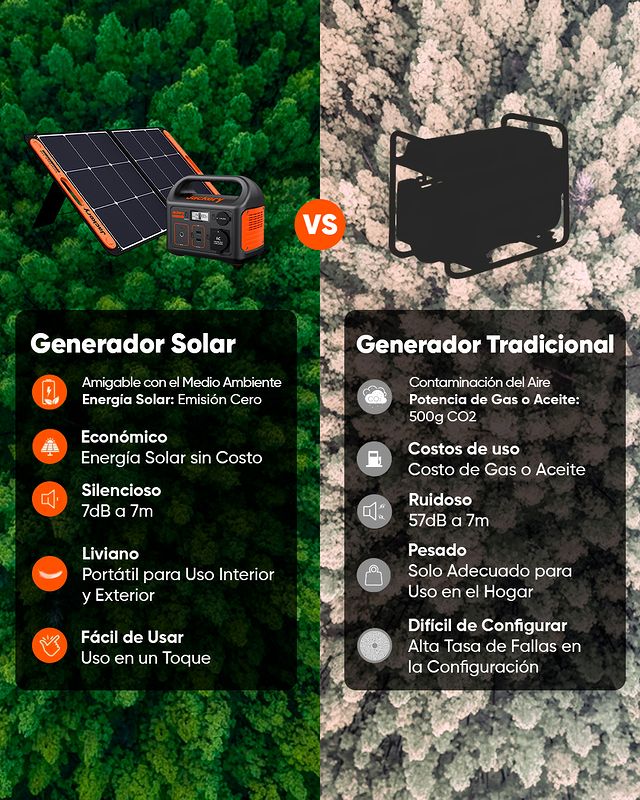 Jackery
VS
Generador Solar
Amigable con el Medio Ambiente
Energía Solar: Emisión Cero
Económico
Energía Solar sin Costo
Silencioso
7dB a 7m
Liviano
Portátil para Uso Interior
y Exterior
Fácil de Usar
Uso en un Toque
Generador Tradicional
Contaminación del Aire
Potencia de Gas o Aceite:
500g CO2
Costos de uso
Costo de Gas o Aceite
Ruidoso
57dB a 7m
Pesado
Solo Adecuado para
Uso en el Hogar
Difícil de Configurar
Alta Tasa de Fallas en
la Configuración